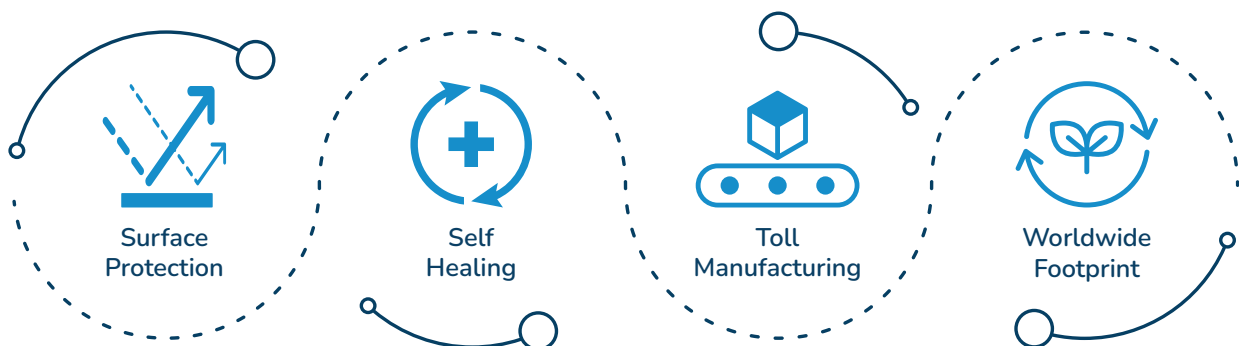 Surface
Protection
Self
Healing
Toll
Manufacturing
Worldwide
Footprint